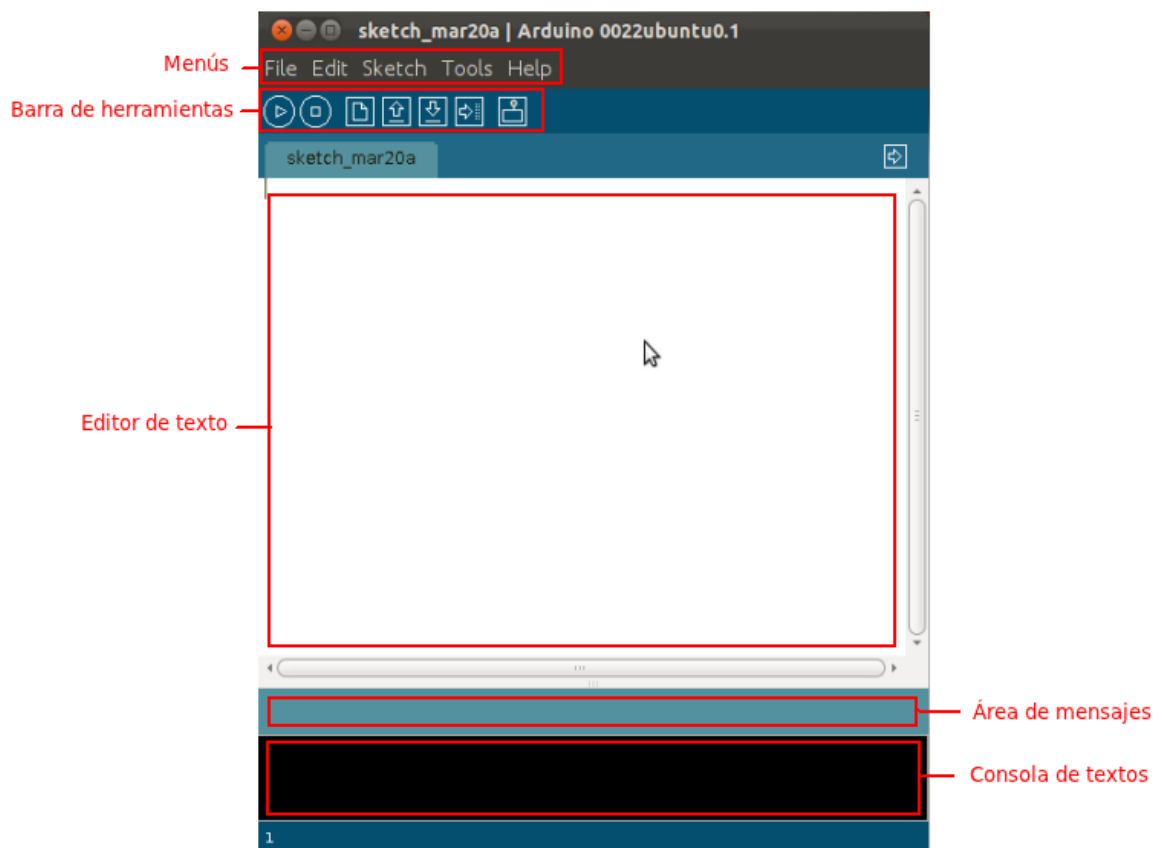 sketch_mar20a | Arduino 0022ubuntu0.1
Menús
File Edit Sketch Tools Help
Barra de herramientas
sketch_mar20a
Editor de texto
Área de mensajes
Consola de textos
1